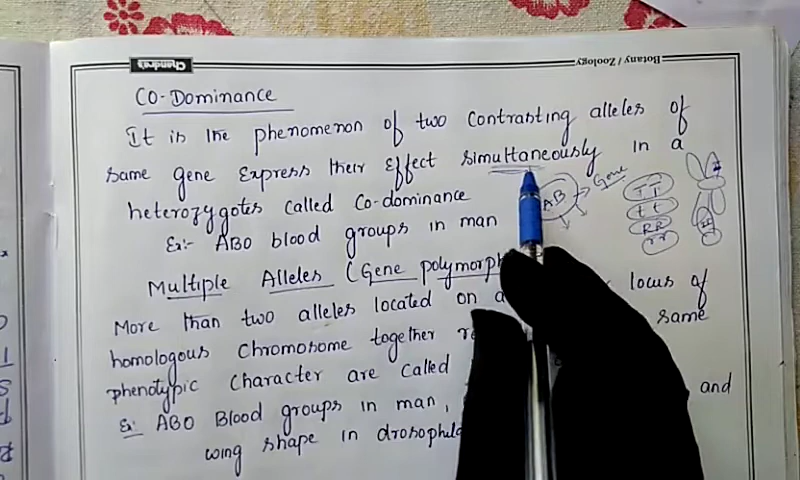 Botany / Zoology
Chandra's
Co-Dominance
It is the phenomenon of two contrasting alleles of
same gene express their effect simultaneously in a
heterozygotes called Co-dominance
Ex:- ABO blood groups in man
AB
Gene
TT
tt
RR
rr
Multiple Alleles (Gene polymorph
More than two alleles located on a locus of
homologous chromosome together re same
phenotypic character are called
Ex: ABO Blood groups in man, and
wing shape in drosophila